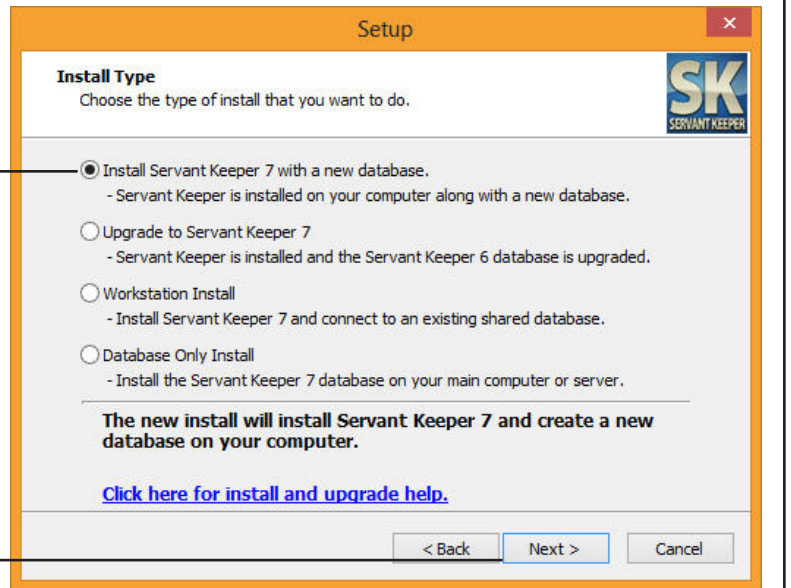 Setup
Install Type
Choose the type of install that you want to do.
SK
SERVANT KEEPER
Install Servant Keeper 7 with a new database.
- Servant Keeper is installed on your computer along with a new database.
Upgrade to Servant Keeper 7
- Servant Keeper is installed and the Servant Keeper 6 database is upgraded.
Workstation Install
- Install Servant Keeper 7 and connect to an existing shared database.
Database Only Install
- Install the Servant Keeper 7 database on your main computer or server.
The new install will install Servant Keeper 7 and create a new
database on your computer.
Click here for install and upgrade help.
< Back Next > Cancel